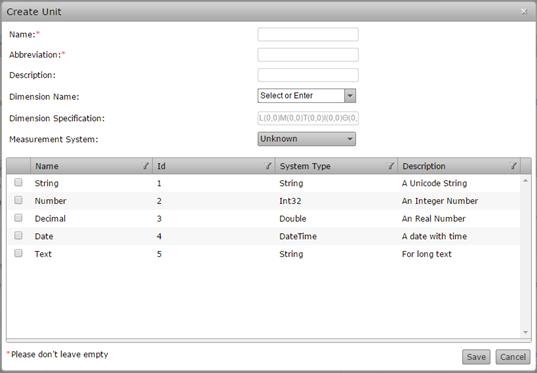 Create Unit
Name:*
Abbreviation:*
Description:
Dimension Name: Select or Enter
Dimension Specification: L(0,0)M(0,0)T(0,0)I(0,0)Θ(0,
Measurement System: Unknown
Name Id System Type Description
String 1 String A Unicode String
Number 2 Int32 An Integer Number
Decimal 3 Double An Real Number
Date 4 DateTime A date with time
Text 5 String For long text
*Please don't leave empty
Save Cancel